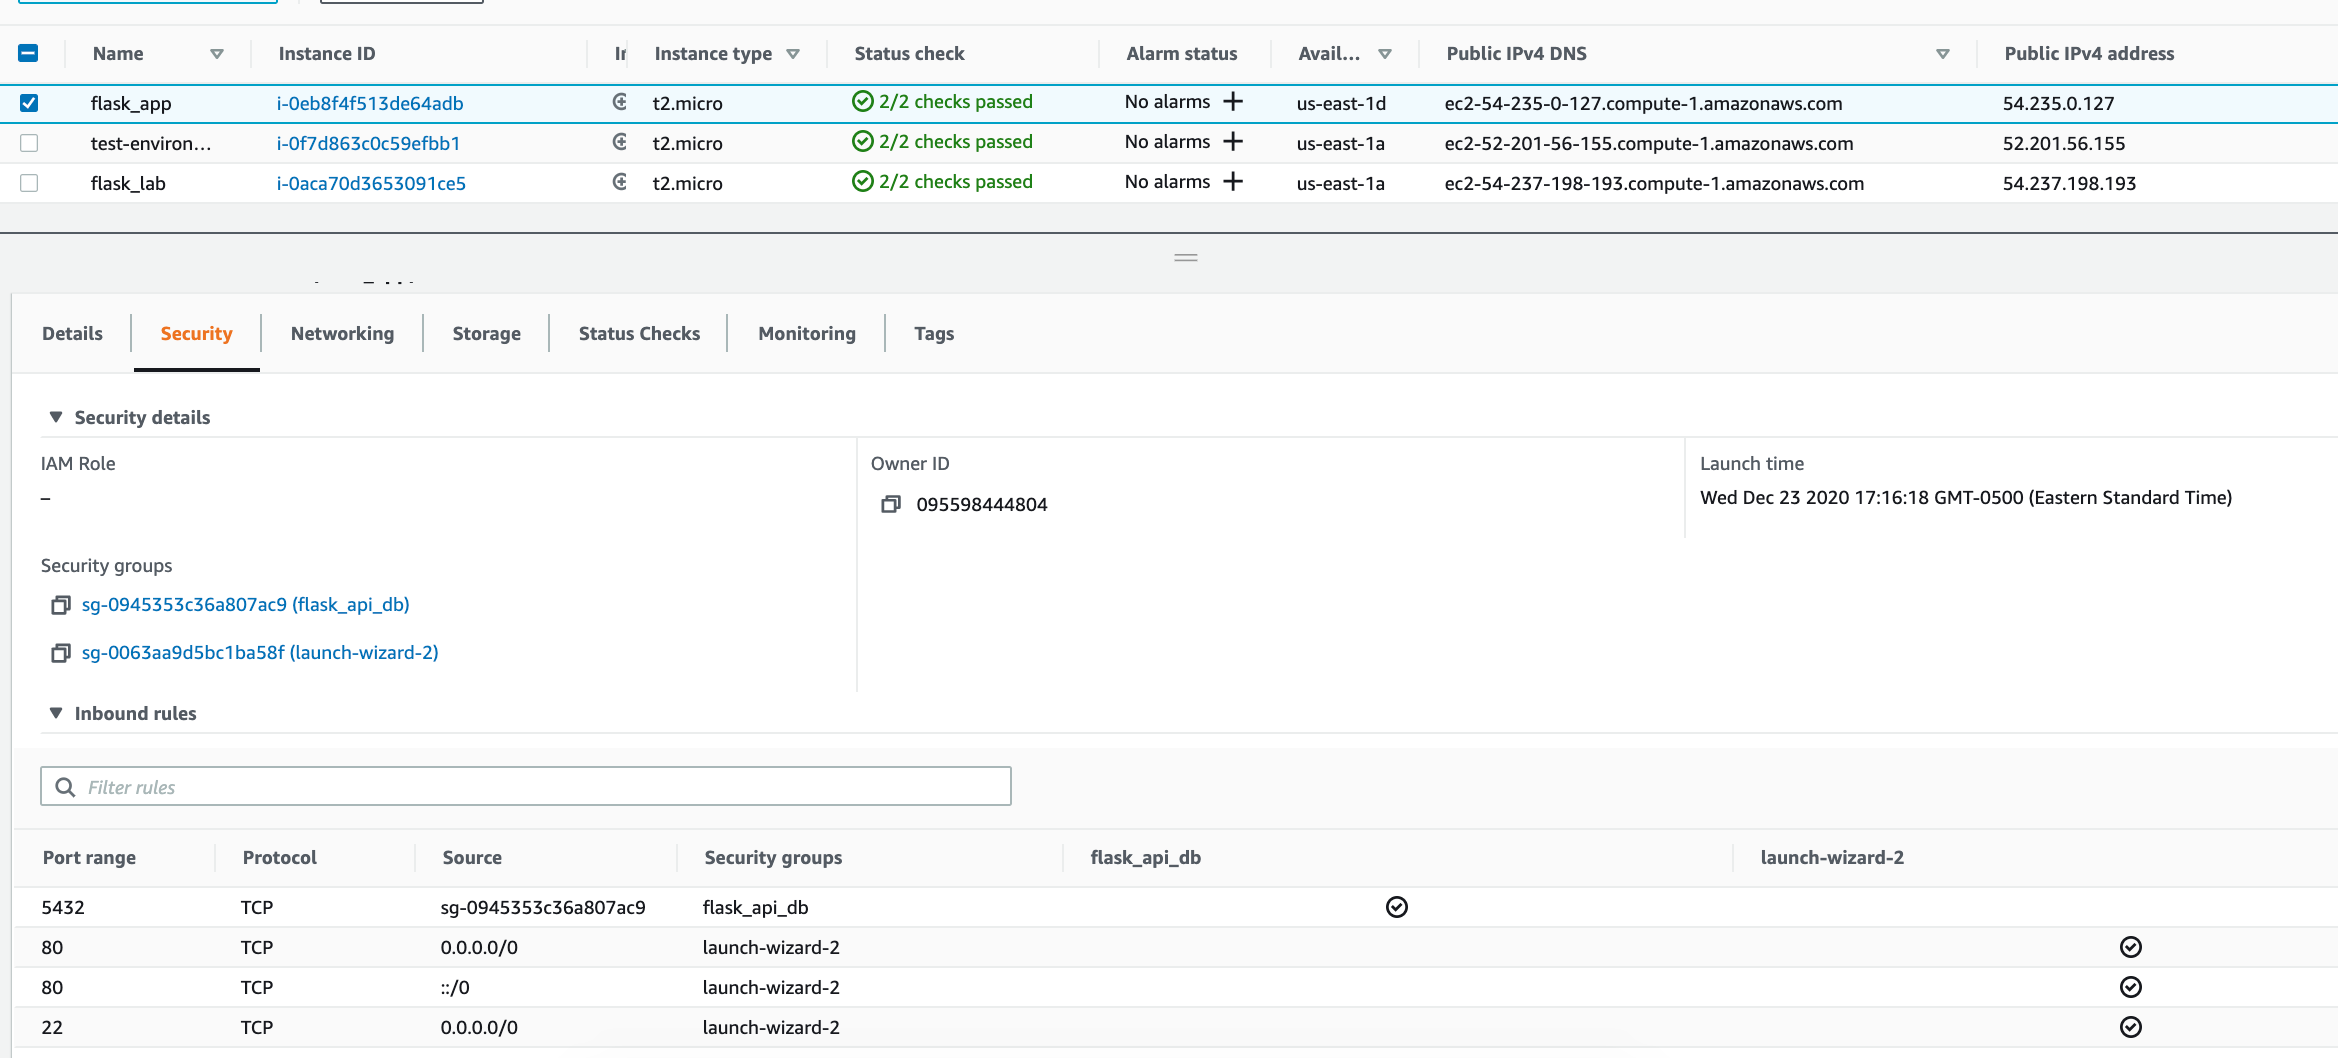 Name Instance ID Instance type Status check Alarm status Avail... Public IPv4 DNS Public IPv4 address
flask_app i-0eb8f4f513de64adb t2.micro 2/2 checks passed No alarms us-east-1d ec2-54-235-0-127.compute-1.amazonaws.com 54.235.0.127
test-environ... i-0f7d863c0c59efbb1 t2.micro 2/2 checks passed No alarms us-east-1a ec2-52-201-56-155.compute-1.amazonaws.com 52.201.56.155
flask_lab i-0aca70d3653091ce5 t2.micro 2/2 checks passed No alarms us-east-1a ec2-54-237-198-193.compute-1.amazonaws.com 54.237.198.193
Details Security Networking Storage Status Checks Monitoring Tags
Security details
IAM Role Owner ID Launch time
– 095598444804 Wed Dec 23 2020 17:16:18 GMT-0500 (Eastern Standard Time)
Security groups
sg-0945353c36a807ac9 (flask_api_db)
sg-0063aa9d5bc1ba58f (launch-wizard-2)
Inbound rules
Filter rules
Port range Protocol Source Security groups flask_api_db launch-wizard-2
5432 TCP sg-0945353c36a807ac9 flask_api_db
80 TCP 0.0.0.0/0 launch-wizard-2
80 TCP ::/0 launch-wizard-2
22 TCP 0.0.0.0/0 launch-wizard-2